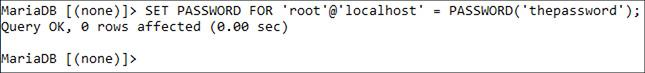 MariaDB [(none)]> SET PASSWORD FOR 'root'@'localhost' = PASSWORD('thepassword');
Query OK, 0 rows affected (0.00 sec)
MariaDB [(none)]>